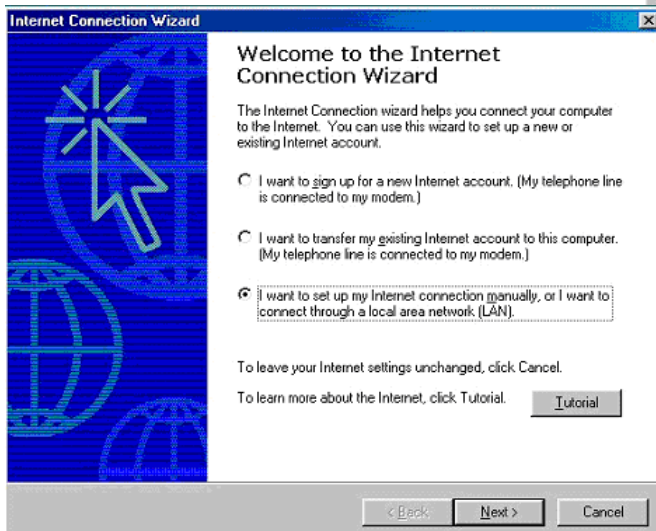 Internet Connection Wizard
Welcome to the Internet
Connection Wizard
The Internet Connection wizard helps you connect your computer
to the Internet. You can use this wizard to set up a new or
existing Internet account.
I want to sign up for a new Internet account. (My telephone line
is connected to my modem.)
I want to transfer my existing Internet account to this computer.
(My telephone line is connected to my modem.)
I want to set up my Internet connection manually, or I want to
connect through a local area network (LAN).
To leave your Internet settings unchanged, click Cancel.
To learn more about the Internet, click Tutorial.
Tutorial
< Back
Next >
Cancel